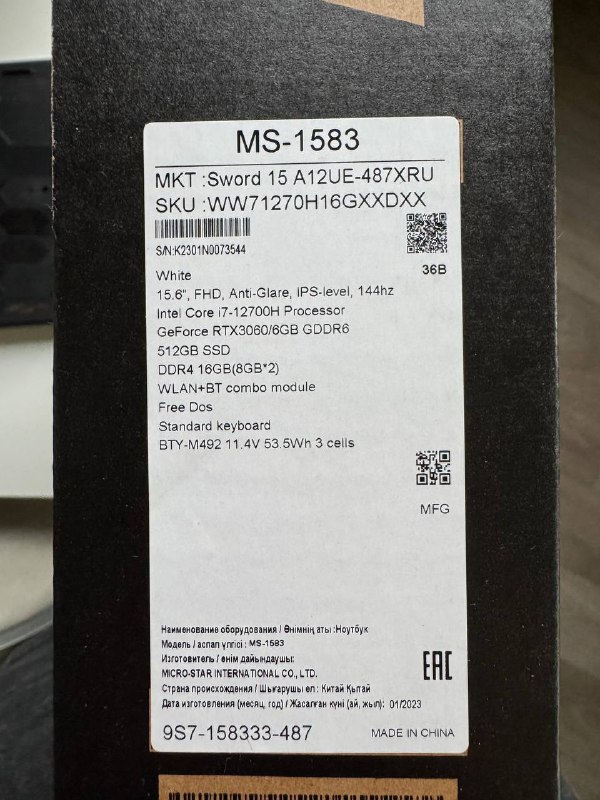 MS-1583
MKT :Sword 15 A12UE-487XRU
SKU :WW71270H16GXXDXX
S/N:K2301N0073544
36B
White
15.6", FHD, Anti-Glare, IPS-level, 144hz
Intel Core i7-12700H Processor
GeForce RTX3060/6GB GDDR6
512GB SSD
DDR4 16GB(8GB*2)
WLAN+BT combo module
Free Dos
Standard keyboard
BTY-M492 11.4V 53.5Wh 3 cells
MFG
Наименование оборудования / Өнімнің аты :Ноутбук
Модель / аспап үлгісі : MS-1583
Изготовитель / өнім дайындаушы:
MICRO-STAR INTERNATIONAL CO., LTD.
Страна происхождения / Шығарушы ел : Китай Қытай
Дата изготовления (месяц, год) / Жасалған күні (ай, жыл): 01/2023
EAC
9S7-158333-487
MADE IN CHINA